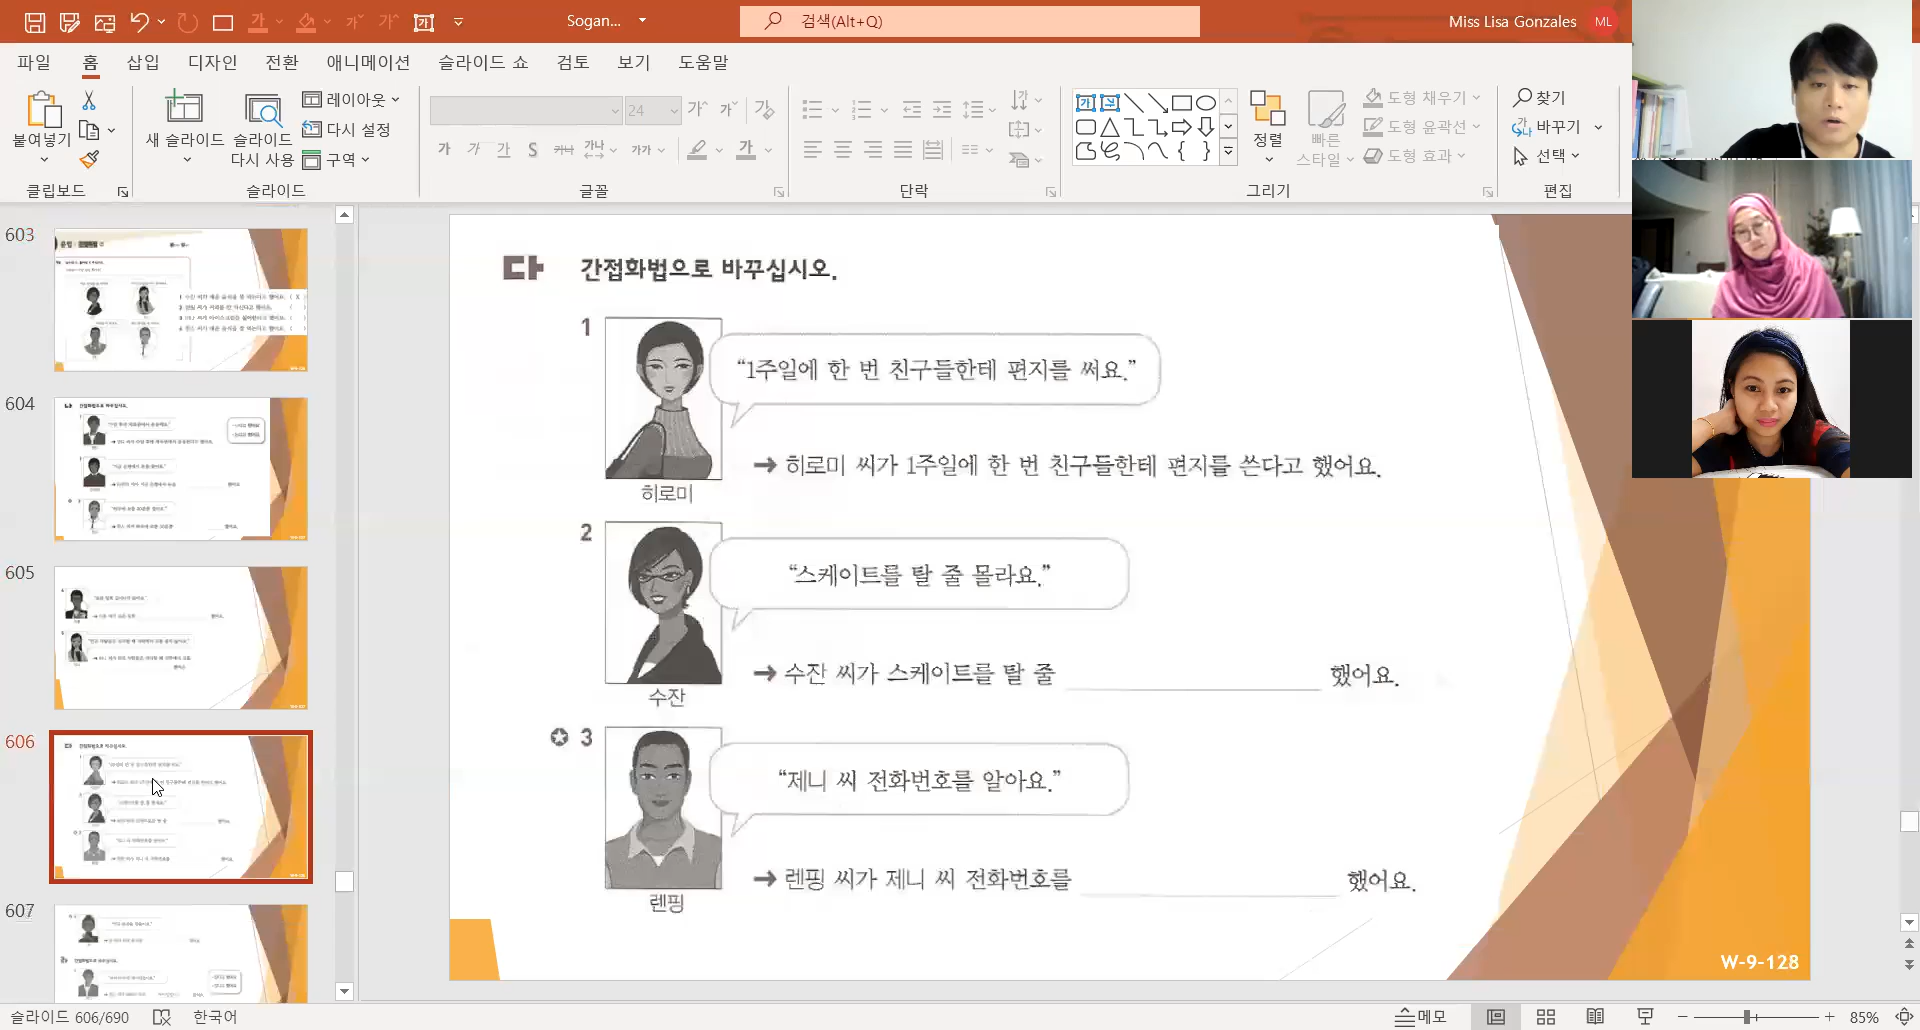 Sogan...
검색(Alt+Q)
Miss Lisa Gonzales
ML
파일
홈
삽입
디자인
전환
애니메이션
슬라이드 쇼
검토
보기
도움말
붙여넣기
새 슬라이드
슬라이드
다시 사용
레이아웃
다시 설정
구역
24
정렬
빠른
스타일
도형 채우기
도형 윤곽선
도형 효과
찾기
바꾸기
선택
클립보드
슬라이드
글꼴
단락
그리기
편집
603
604
605
606
607
다 간접화법으로 바꾸십시오.
1
“1주일에 한 번 친구들한테 편지를 써요.”
→ 히로미 씨가 1주일에 한 번 친구들한테 편지를 쓴다고 했어요.
히로미
2
“스케이트를 탈 줄 몰라요.”
→ 수잔 씨가 스케이트를 탈 줄 ____________ 했어요.
수잔
✪ 3
“제니 씨 전화번호를 알아요.”
→ 렌핑 씨가 제니 씨 전화번호를 ____________ 했어요.
렌핑
W-9-128
슬라이드 606/690
한국어
메모
85%